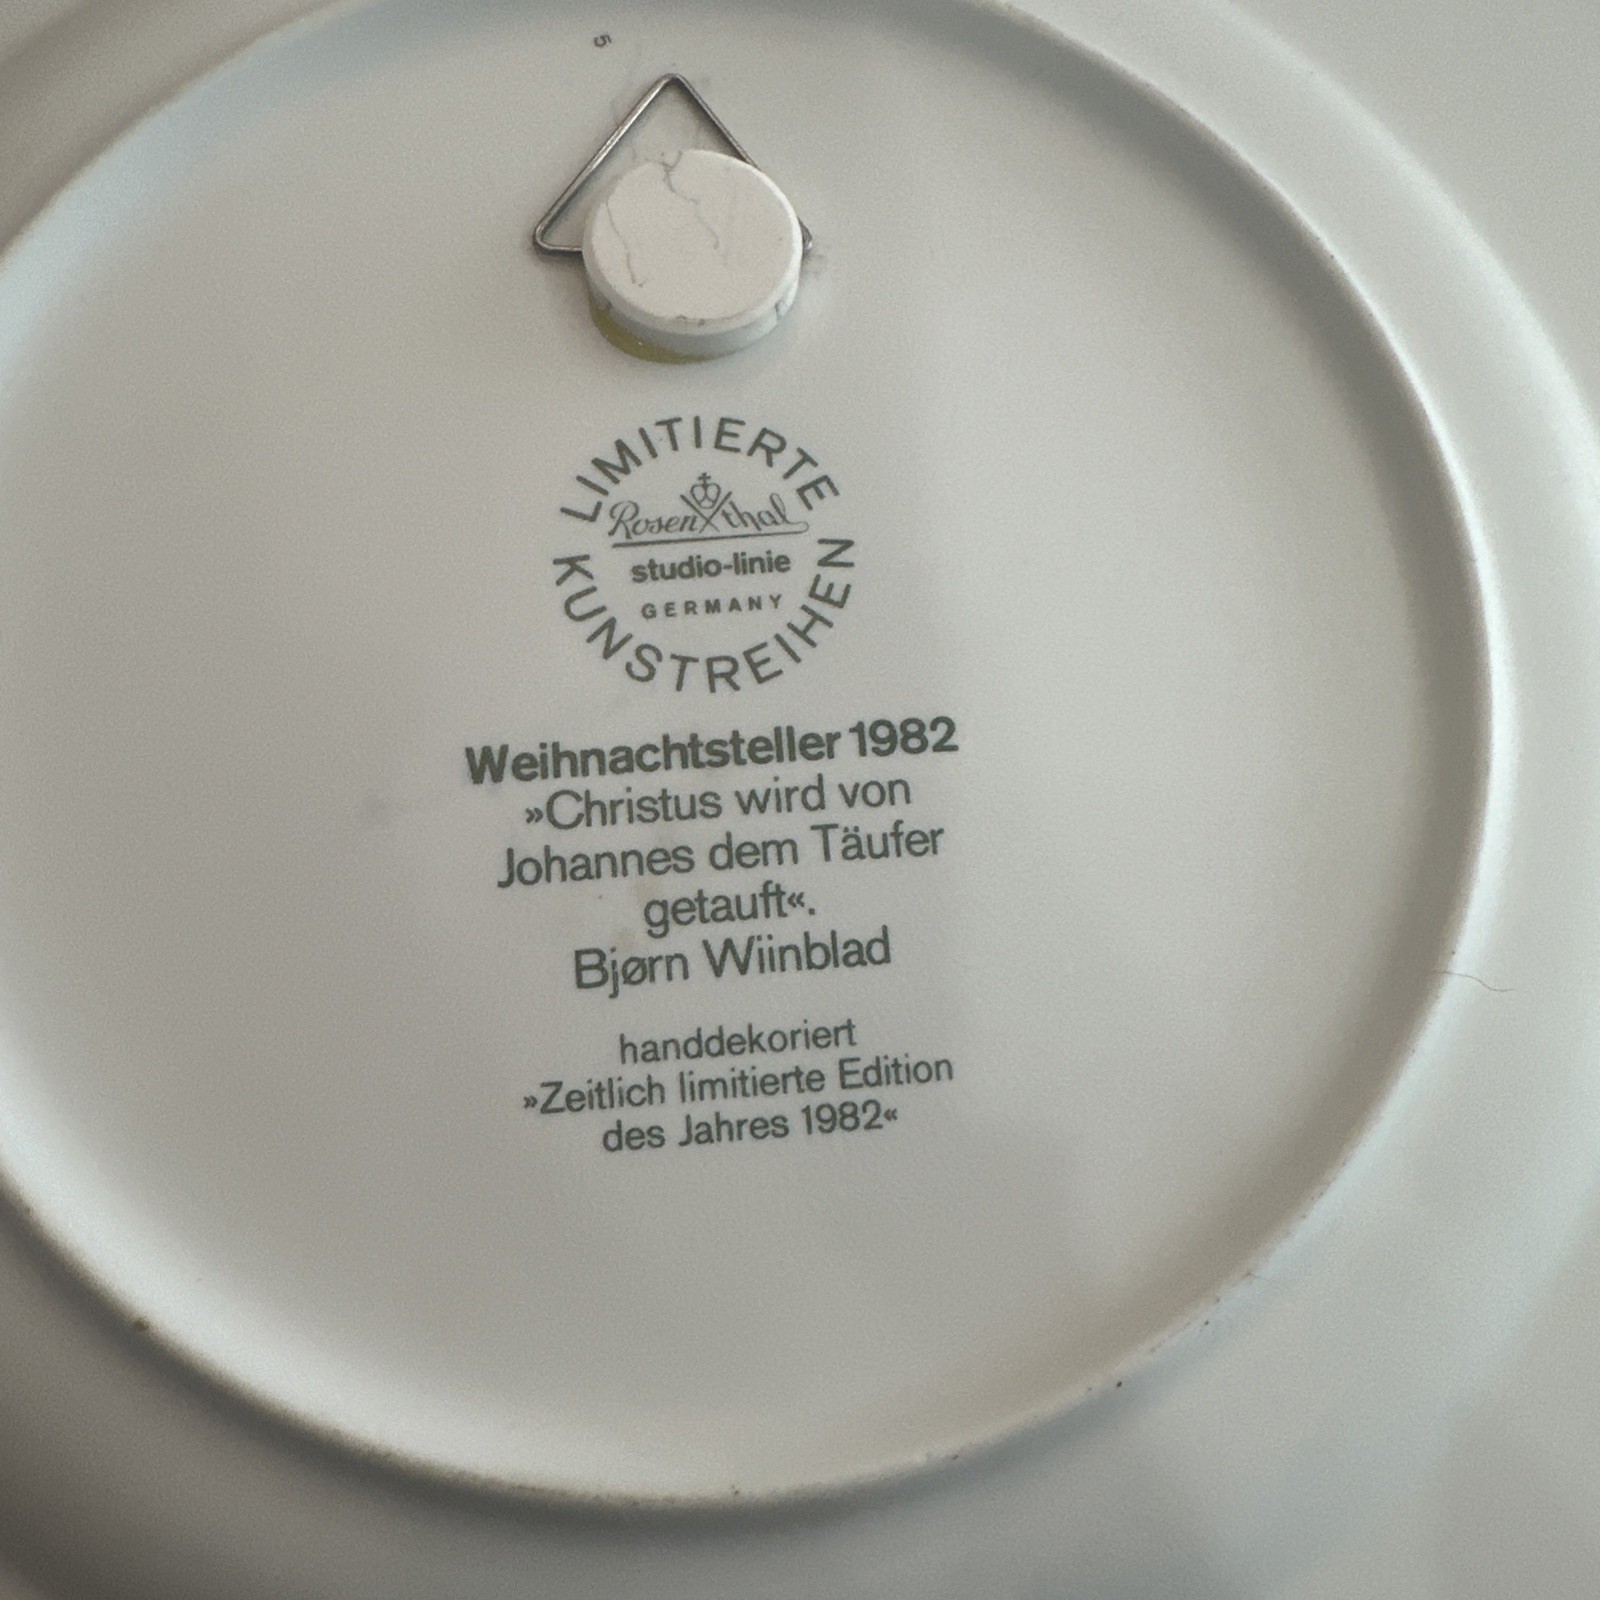 5
LIMITIERTE
Rosenthal
studio-linie
GERMANY
KUNSTREIHEN
Weihnachtsteller 1982
»Christus wird von
Johannes dem Täufer
getauft«.
Bjørn Wiinblad
handdekoriert
»Zeitlich limitierte Edition
des Jahres 1982«